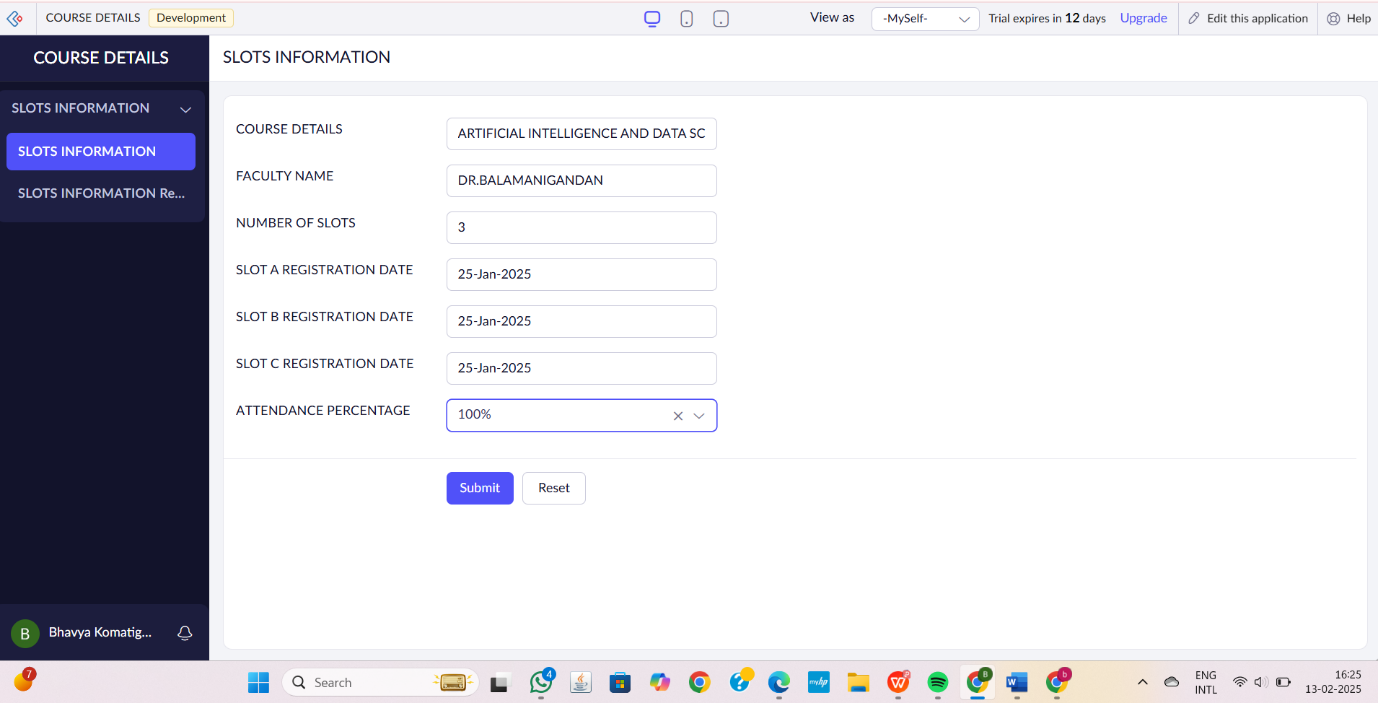 COURSE DETAILS Development View as -MySelf- Trial expires in 12 days Upgrade Edit this application Help
COURSE DETAILS
SLOTS INFORMATION
SLOTS INFORMATION
SLOTS INFORMATION
SLOTS INFORMATION Re...
COURSE DETAILS ARTIFICIAL INTELLIGENCE AND DATA SC
FACULTY NAME DR.BALAMANIGANDAN
NUMBER OF SLOTS 3
SLOT A REGISTRATION DATE 25-Jan-2025
SLOT B REGISTRATION DATE 25-Jan-2025
SLOT C REGISTRATION DATE 25-Jan-2025
ATTENDANCE PERCENTAGE 100%
Submit Reset
B Bhavya Komatig...
7 Search 4 ENG 16:25
INTL 13-02-2025